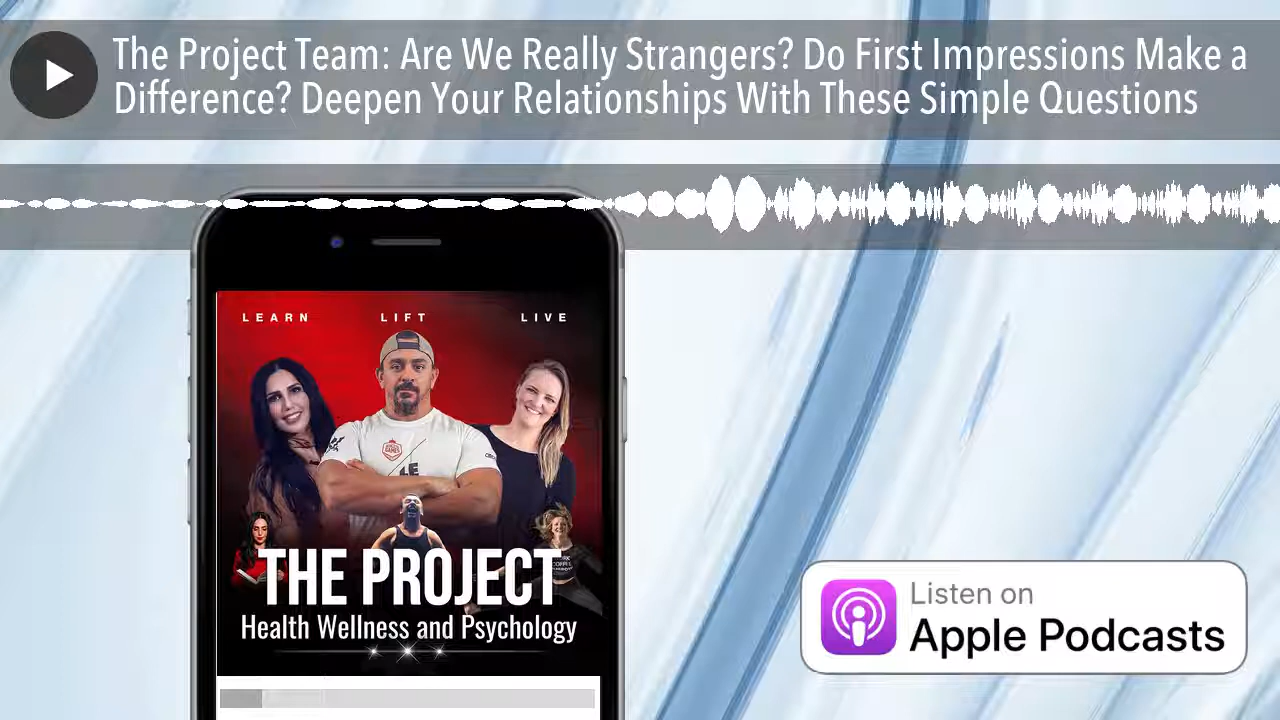 The Project Team: Are We Really Strangers? Do First Impressions Make a
Difference? Deepen Your Relationships With These Simple Questions
LEARN LIFT LIVE
THE PROJECT
Health Wellness and Psychology
Listen on
Apple Podcasts